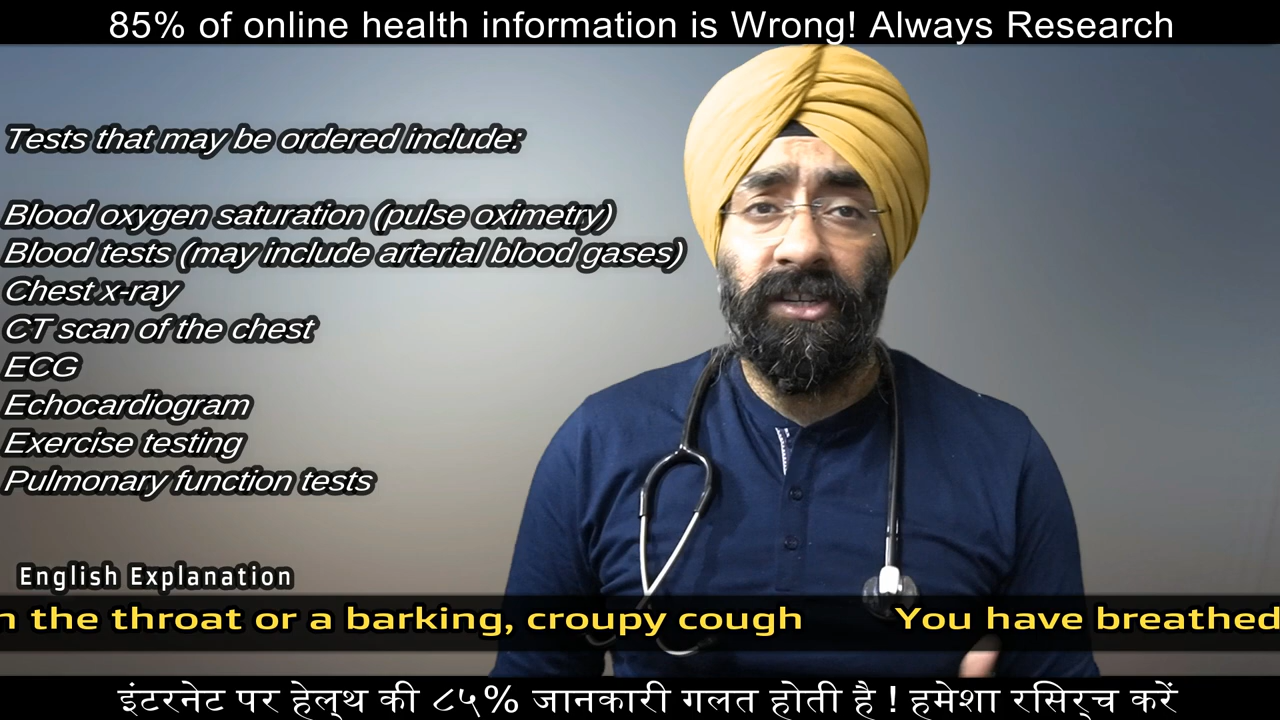 85% of online health information is Wrong! Always Research
Tests that may be ordered include:
Blood oxygen saturation (pulse oximetry)
Blood tests (may include arterial blood gases)
Chest x-ray
CT scan of the chest
ECG
Echocardiogram
Exercise testing
Pulmonary function tests
English Explanation
n the throat or a barking, croupy cough You have breathed
इंटरनेट पर हेल्थ की ८५% जानकारी गलत होती है ! हमेशा रसिर्च करें